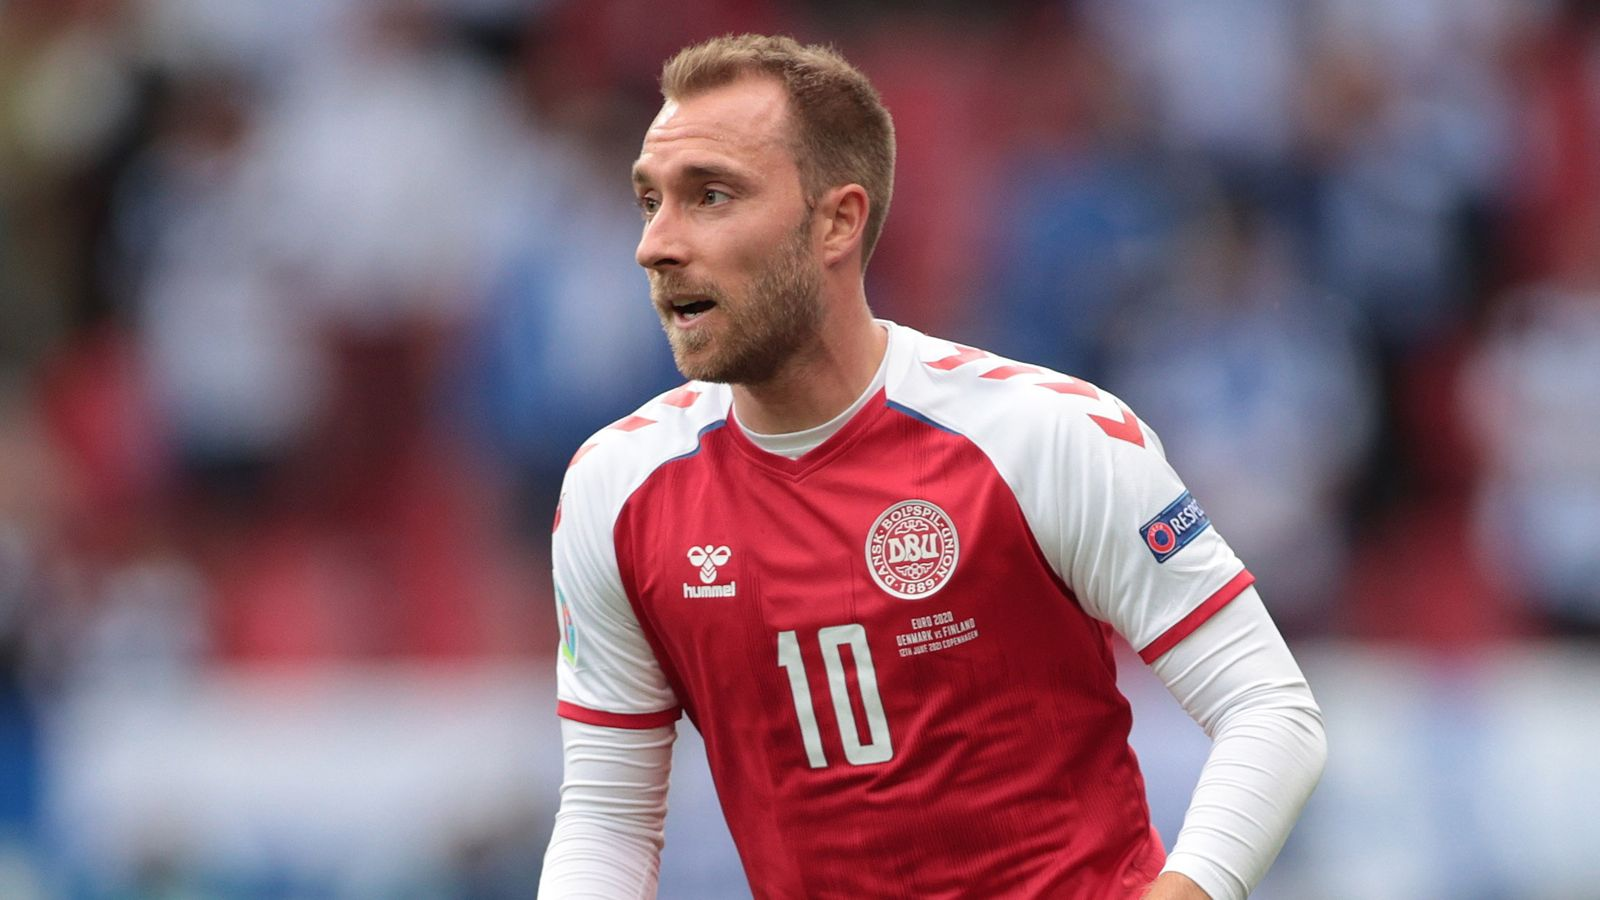 DANSK·BOLDSPIL·UNION
DBU
·1889·
RESPE
hummel
EURO 2020
DENMARK vs FINLAND
12TH JUNE 2021 COPENHAGEN
10